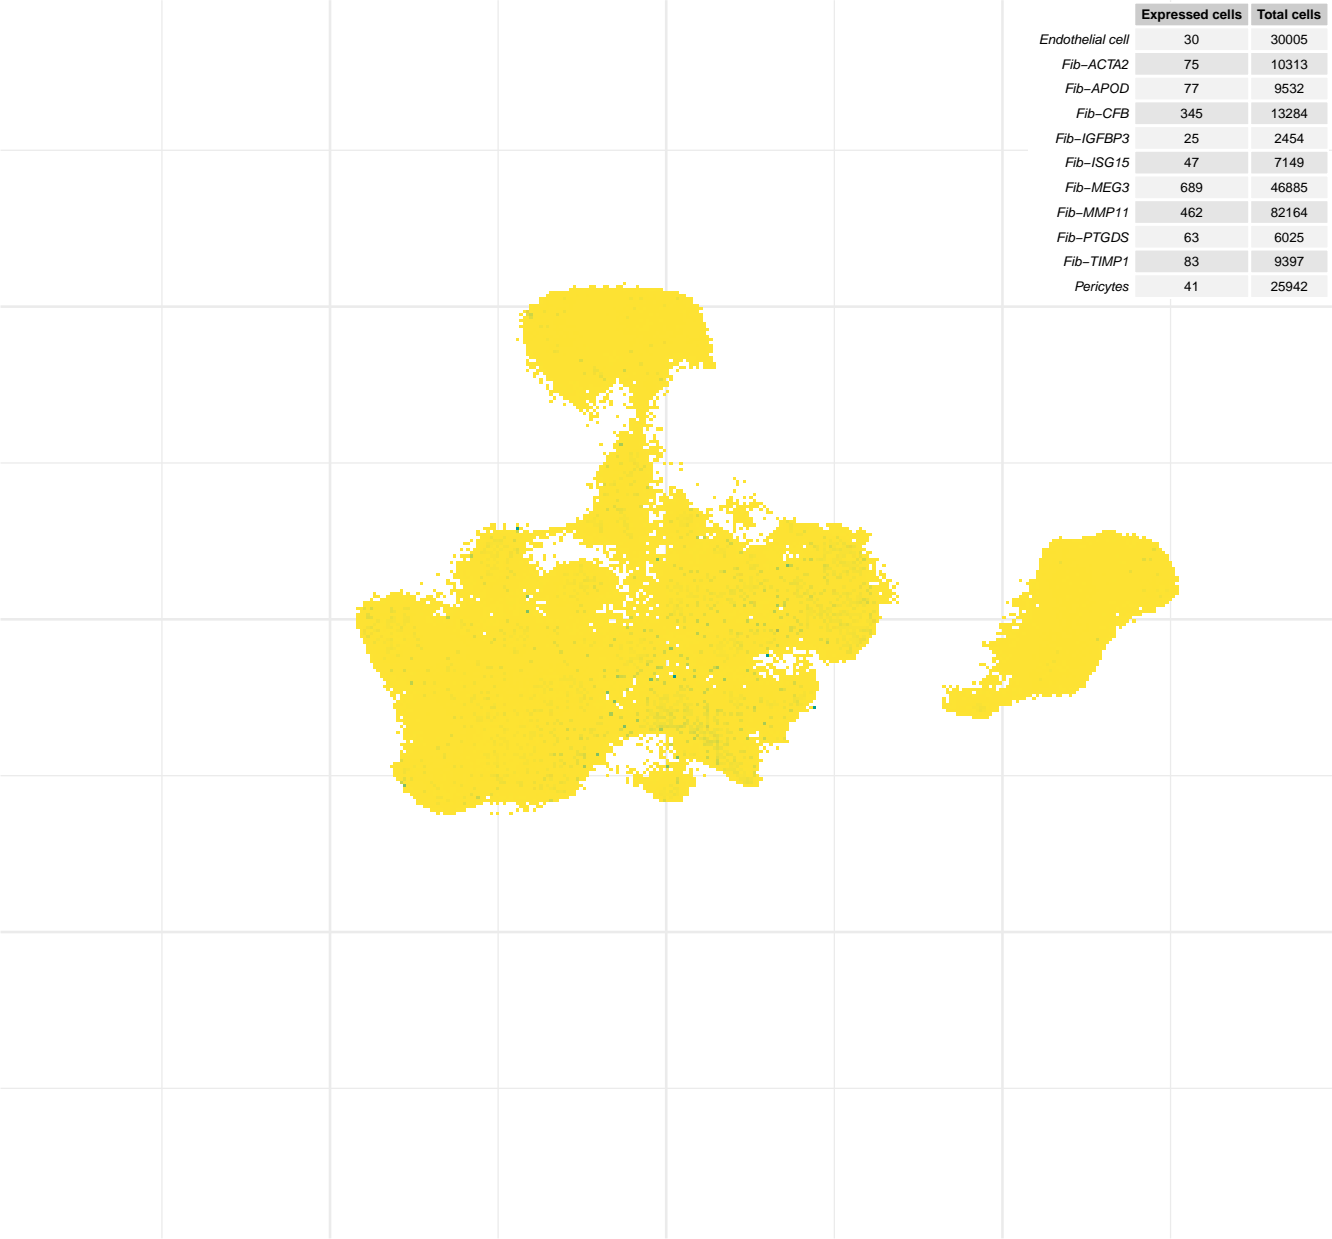 Expressed cells Total cells
Endothelial cell 30 30005
Fib−ACTA2 75 10313
Fib−APOD 77 9532
Fib−CFB 345 13284
Fib−IGFBP3 25 2454
Fib−ISG15 47 7149
Fib−MEG3 689 46885
Fib−MMP11 462 82164
Fib−PTGDS 63 6025
Fib−TIMP1 83 9397
Pericytes 41 25942